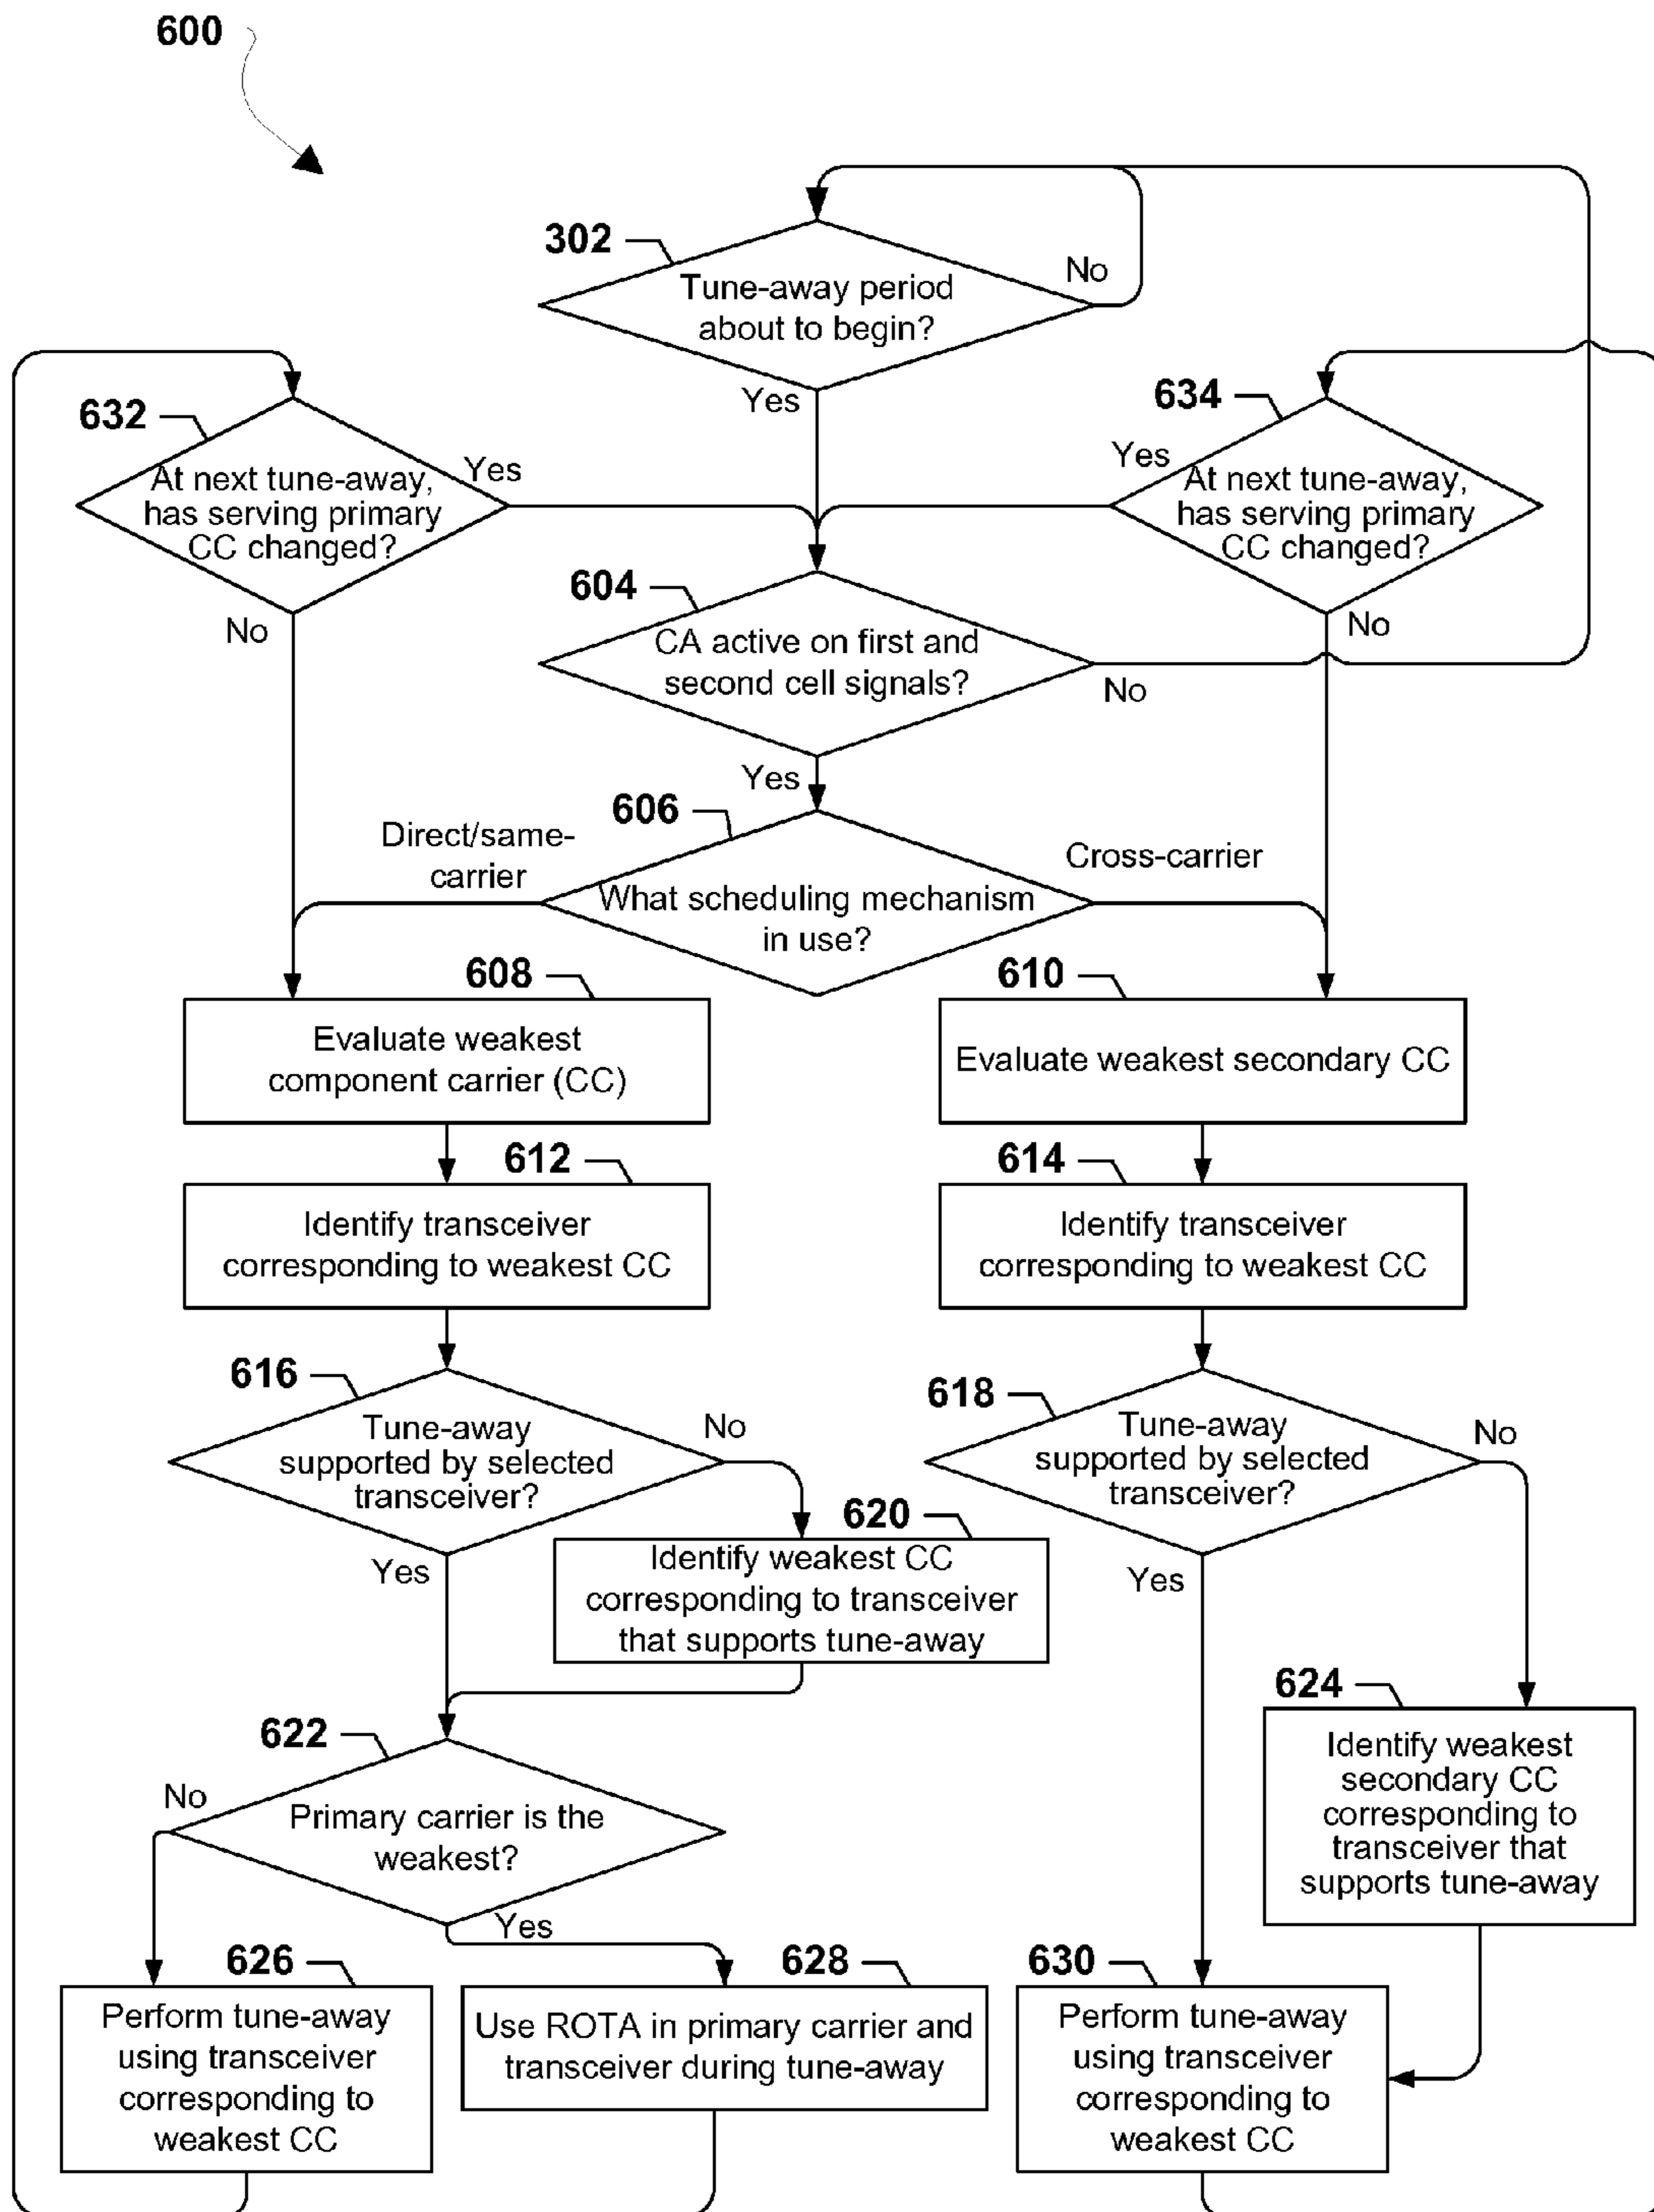 600
302
Tune-away period
about to begin?
No
Yes
632
At next tune-away,
has serving primary
CC changed?
Yes
No
634
Yes
At next tune-away,
has serving primary
CC changed?
No
604
CA active on first and
second cell signals?
No
Yes
606
Direct/same-
carrier
Cross-carrier
What scheduling mechanism
in use?
608
Evaluate weakest
component carrier (CC)
610
Evaluate weakest secondary CC
612
Identify transceiver
corresponding to weakest CC
614
Identify transceiver
corresponding to weakest CC
616
Tune-away
supported by selected
transceiver?
No
Yes
618
Tune-away
supported by selected
transceiver?
No
Yes
620
Identify weakest CC
corresponding to transceiver
that supports tune-away
622
No
Primary carrier is the
weakest?
Yes
624
Identify weakest
secondary CC
corresponding to
transceiver that
supports tune-away
626
Perform tune-away
using transceiver
corresponding to
weakest CC
628
Use ROTA in primary carrier and
transceiver during tune-away
630
Perform tune-away
using transceiver
corresponding to
weakest CC